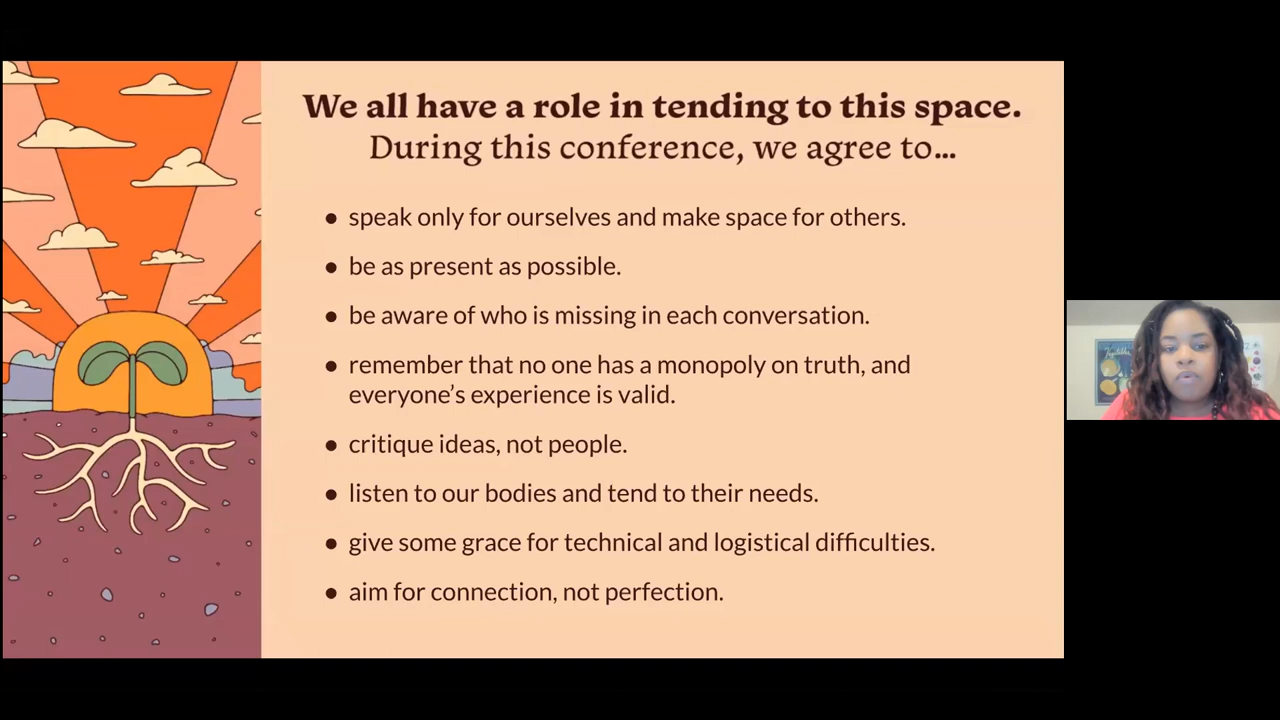 We all have a role in tending to this space.
During this conference, we agree to...
● speak only for ourselves and make space for others.
● be as present as possible.
● be aware of who is missing in each conversation.
● remember that no one has a monopoly on truth, and
everyone’s experience is valid.
● critique ideas, not people.
● listen to our bodies and tend to their needs.
● give some grace for technical and logistical difficulties.
● aim for connection, not perfection.